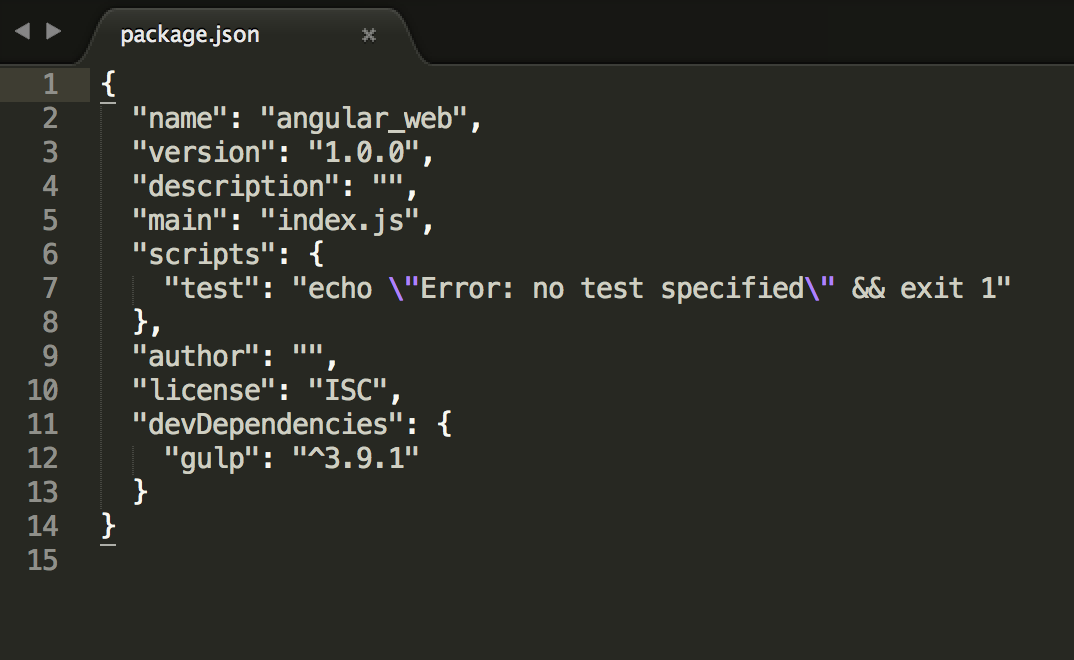 package.json
1 {
2   "name": "angular_web",
3   "version": "1.0.0",
4   "description": "",
5   "main": "index.js",
6   "scripts": {
7     "test": "echo \"Error: no test specified\" && exit 1"
8   },
9   "author": "",
10   "license": "ISC",
11   "devDependencies": {
12     "gulp": "^3.9.1"
13   }
14 }
15